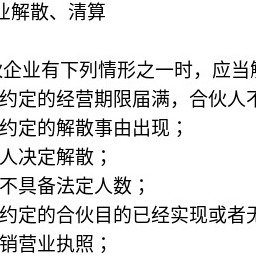 业解散、清算
伙企业有下列情形之一时，应当解
约定的经营期限届满，合伙人不
约定的解散事由出现；
人决定解散；
不具备法定人数；
约定的合伙目的已经实现或者无
销营业执照；